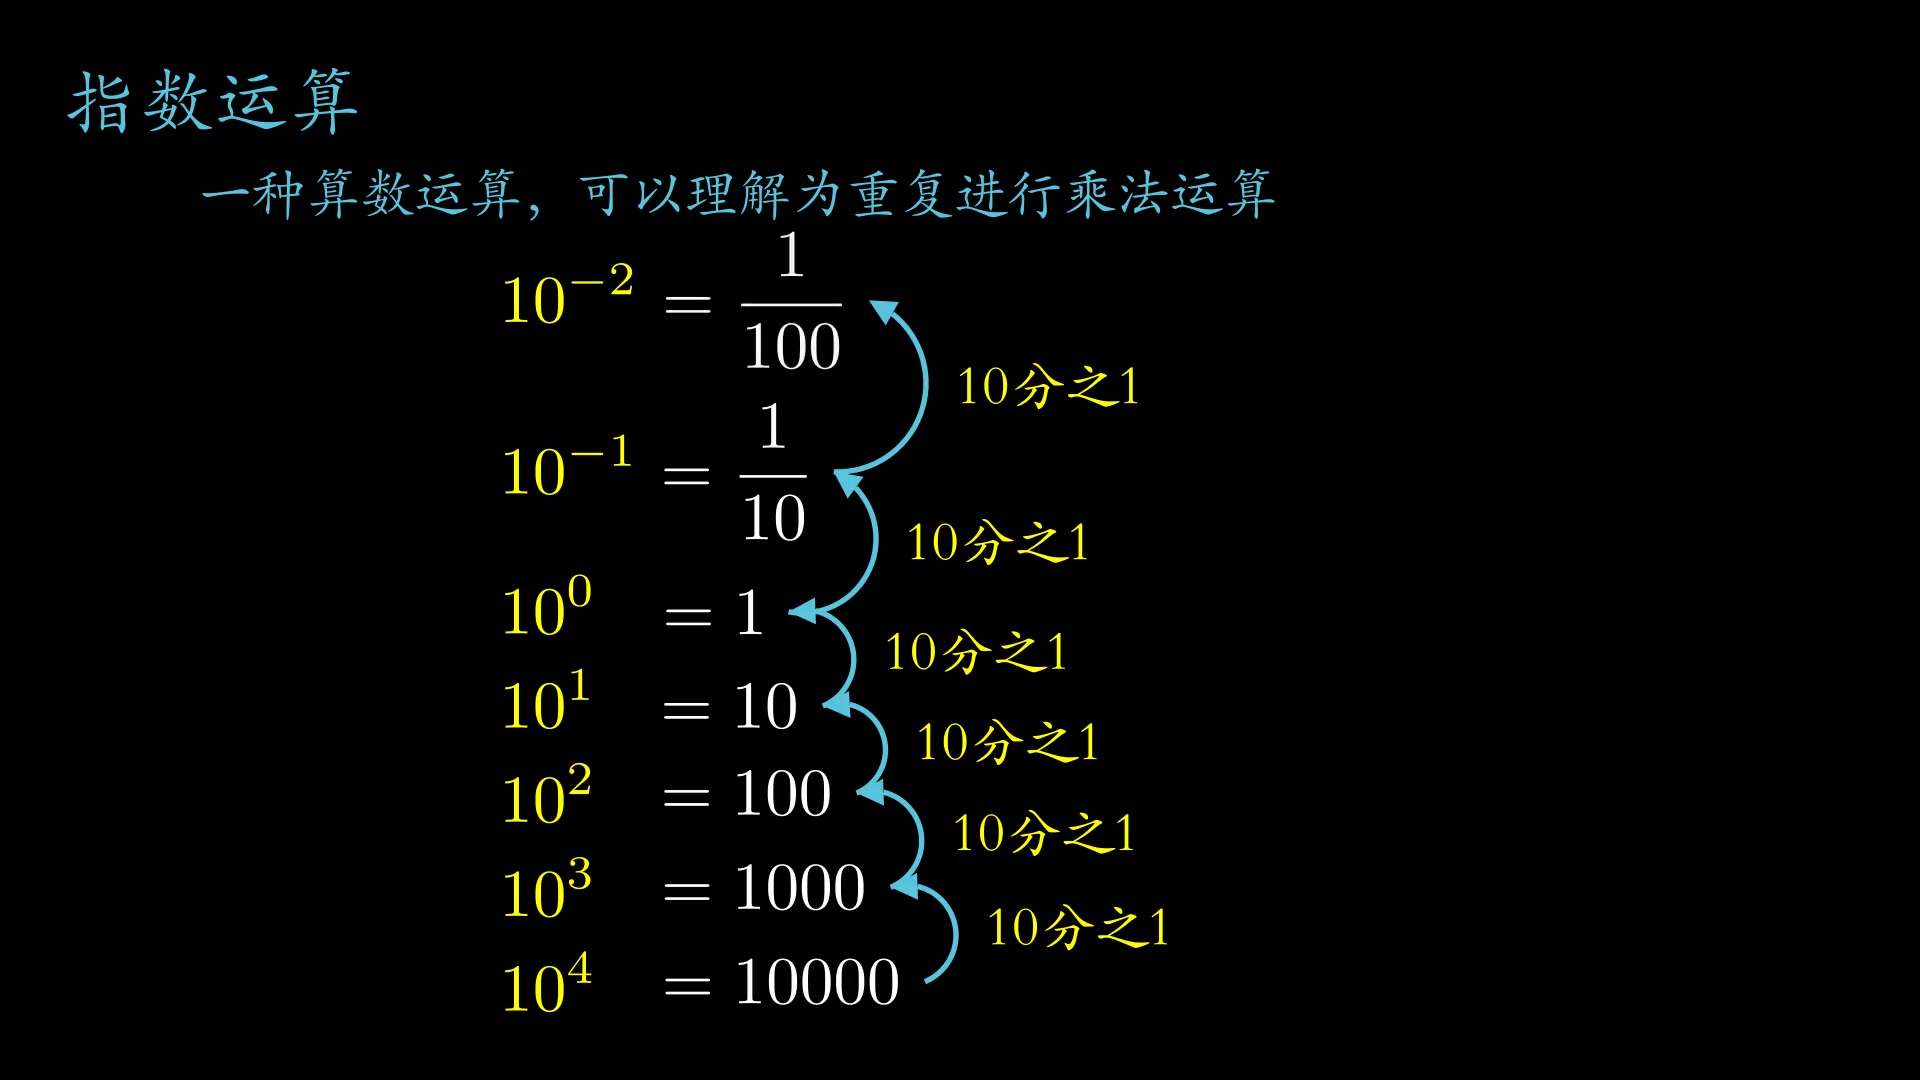 指数运算
一种算数运算，可以理解为重复进行乘法运算
10^{-2} = \frac{1}{100}
10分之1
10^{-1} = \frac{1}{10}
10分之1
10^0 = 1
10分之1
10^1 = 10
10分之1
10^2 = 100
10分之1
10^3 = 1000
10分之1
10^4 = 10000